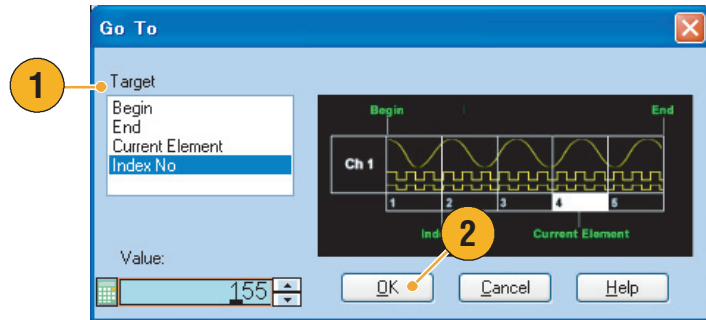 Go To
1
Target
Begin
End
Current Element
Index No
Begin
End
Ch 1
1 2 3 4 5
Current Element
2
Value:
155
OK Cancel Help